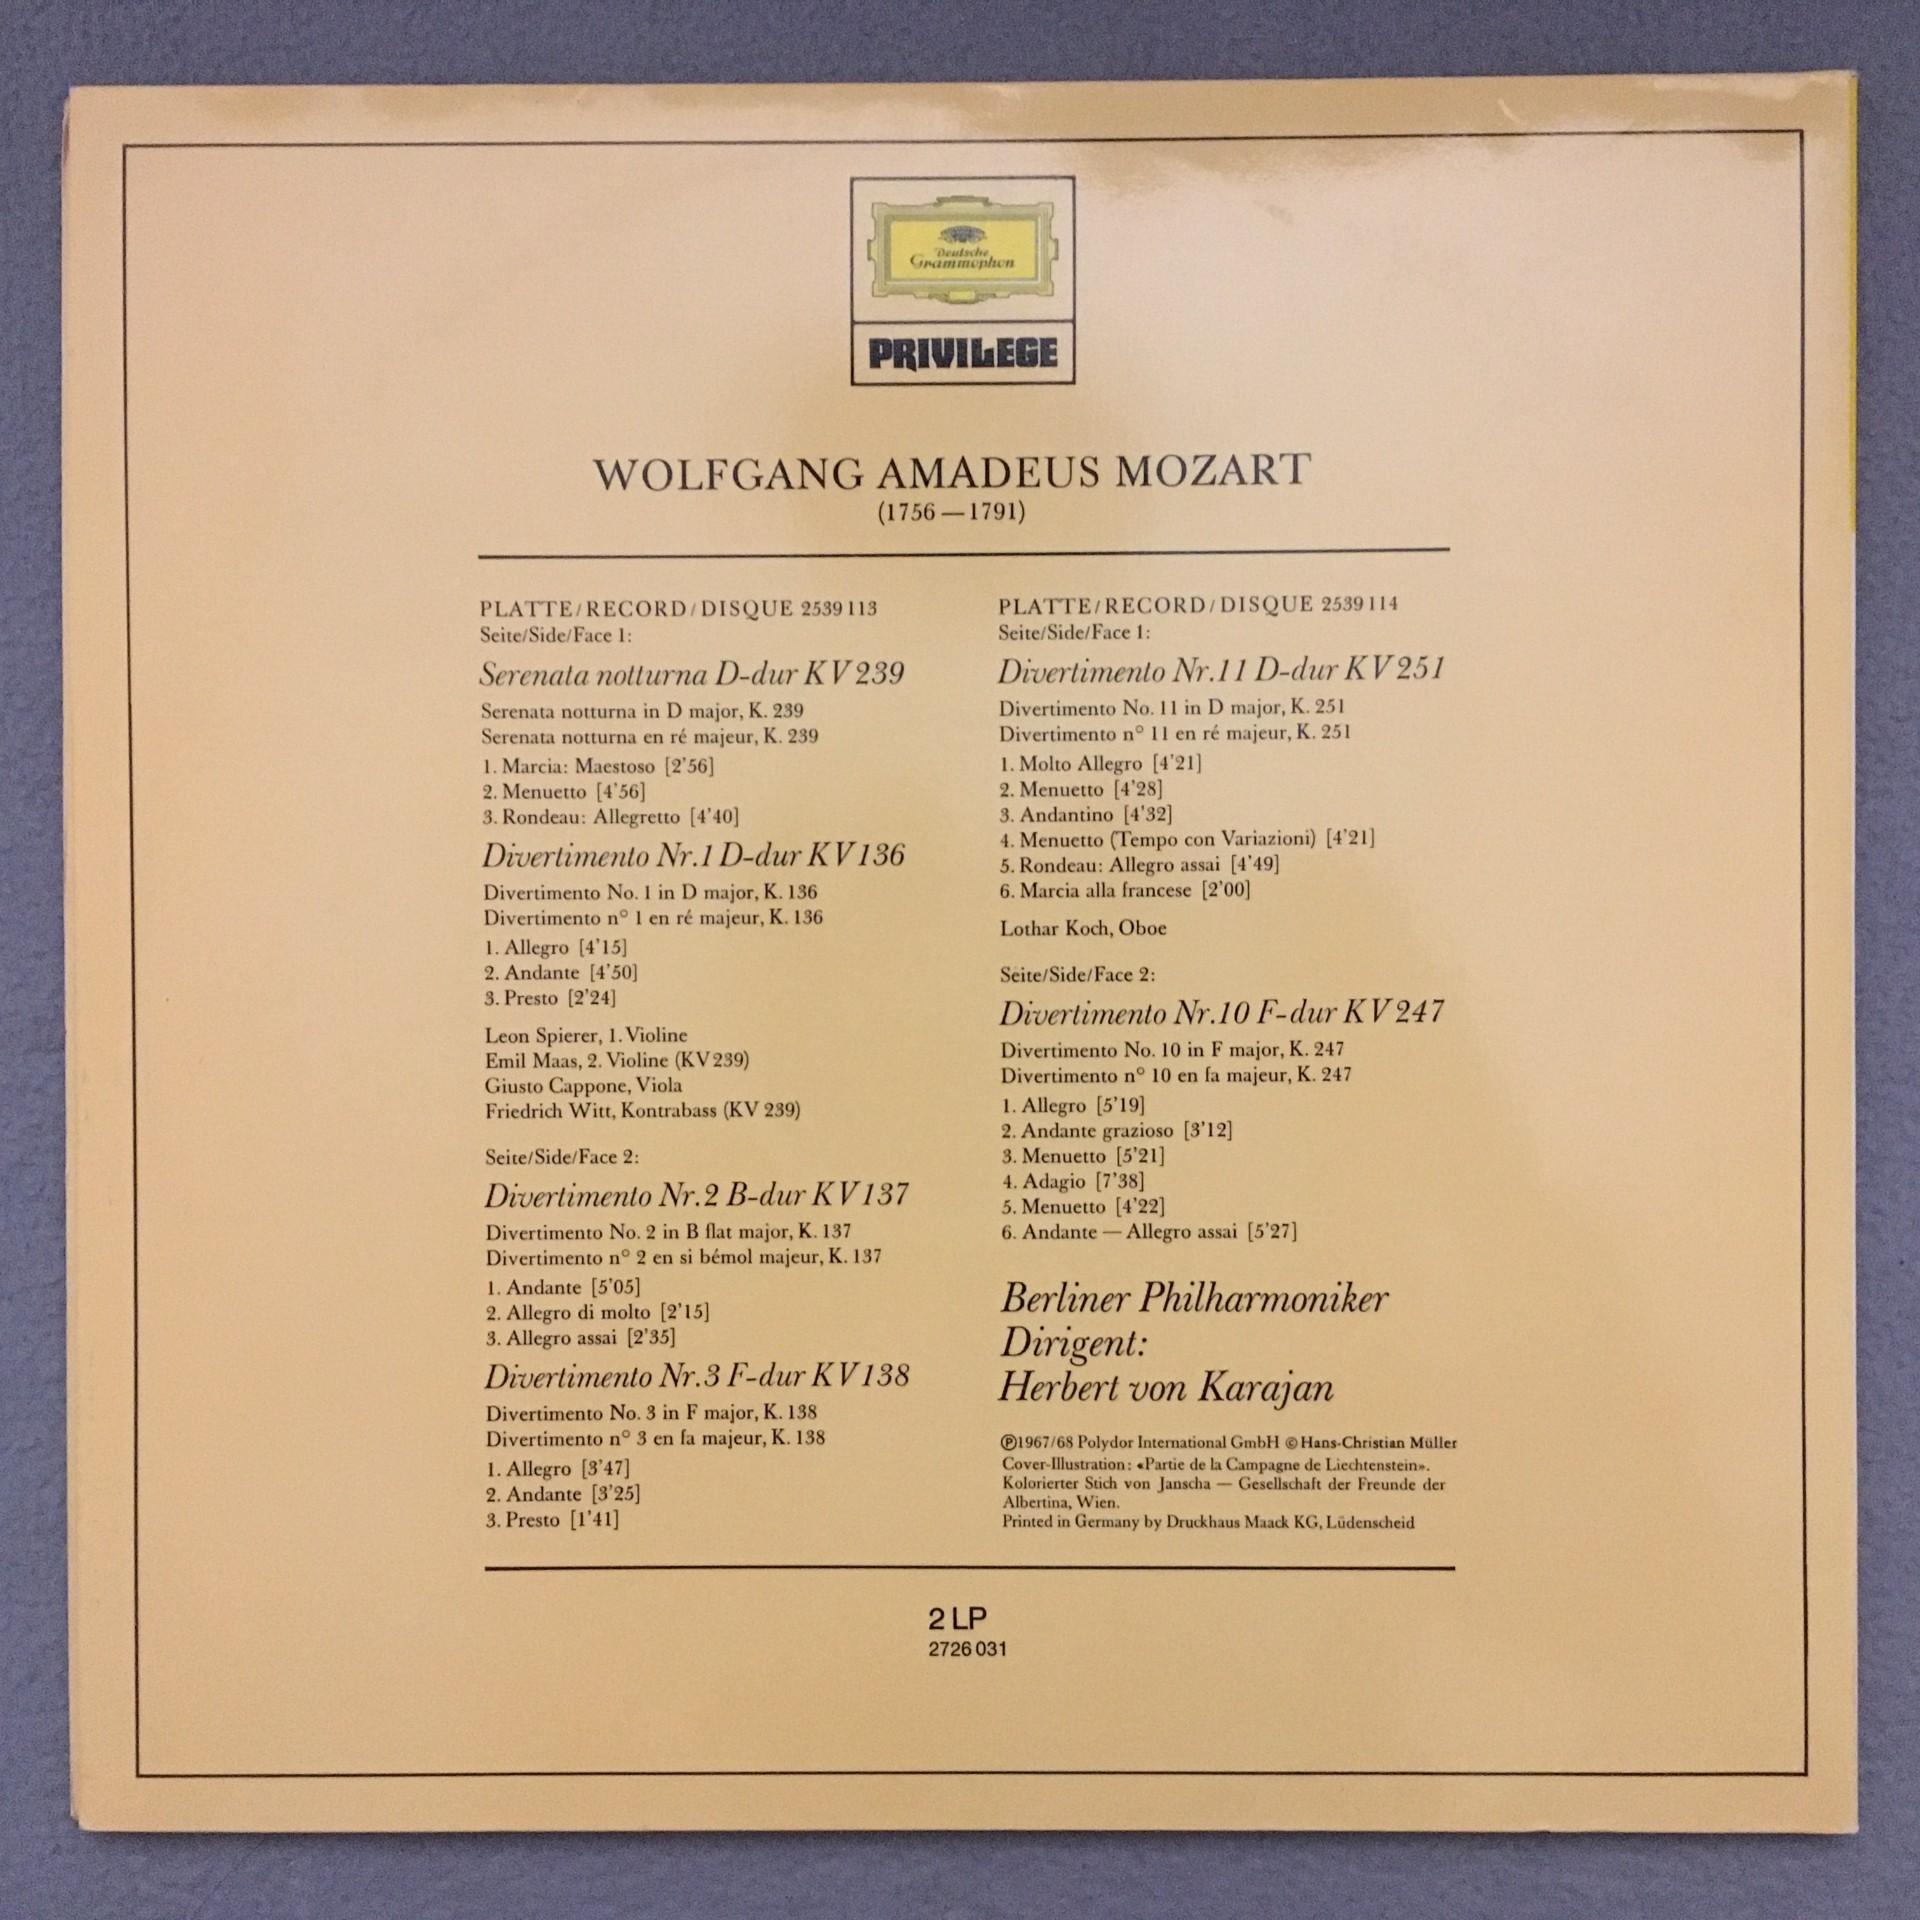 Deutsche
Grammophon
PRIVILEGE
WOLFGANG AMADEUS MOZART
(1756 — 1791)
PLATTE/RECORD/DISQUE 2539 113
Seite/Side/Face 1:
Serenata notturna D-dur KV 239
Serenata notturna in D major, K. 239
Serenata notturna en ré majeur, K. 239
1. Marcia: Maestoso [2'56]
2. Menuetto [4'56]
3. Rondeau: Allegretto [4'40]
Divertimento Nr. 1 D-dur KV 136
Divertimento No. 1 in D major, K. 136
Divertimento n° 1 en ré majeur, K. 136
1. Allegro [4'15]
2. Andante [4'50]
3. Presto [2'24]
Leon Spierer, 1. Violine
Emil Maas, 2. Violine (KV 239)
Giusto Cappone, Viola
Friedrich Witt, Kontrabass (KV 239)
Seite/Side/Face 2:
Divertimento Nr. 2 B-dur KV 137
Divertimento No. 2 in B flat major, K. 137
Divertimento n° 2 en si bémol majeur, K. 137
1. Andante [5'05]
2. Allegro di molto [2'15]
3. Allegro assai [2'35]
Divertimento Nr. 3 F-dur KV 138
Divertimento No. 3 in F major, K. 138
Divertimento n° 3 en fa majeur, K. 138
1. Allegro [3'47]
2. Andante [3'25]
3. Presto [1'41]
PLATTE/RECORD/DISQUE 2539 114
Seite/Side/Face 1:
Divertimento Nr. 11 D-dur KV 251
Divertimento No. 11 in D major, K. 251
Divertimento n° 11 en ré majeur, K. 251
1. Molto Allegro [4'21]
2. Menuetto [4'28]
3. Andantino [4'32]
4. Menuetto (Tempo con Variazioni) [4'21]
5. Rondeau: Allegro assai [4'49]
6. Marcia alla francese [2'00]
Lothar Koch, Oboe
Seite/Side/Face 2:
Divertimento Nr. 10 F-dur KV 247
Divertimento No. 10 in F major, K. 247
Divertimento n° 10 en fa majeur, K. 247
1. Allegro [5'19]
2. Andante grazioso [3'12]
3. Menuetto [5'21]
4. Adagio [7'38]
5. Menuetto [4'22]
6. Andante — Allegro assai [5'27]
Berliner Philharmoniker
Dirigent:
Herbert von Karajan
℗1967/68 Polydor International GmbH © Hans-Christian Müller
Cover-Illustration: «Partie de la Campagne de Liechtenstein».
Kolorierter Stich von Janscha — Gesellschaft der Freunde der
Albertina, Wien.
Printed in Germany by Druckhaus Maack KG, Lüdenscheid
2 LP
2726 031